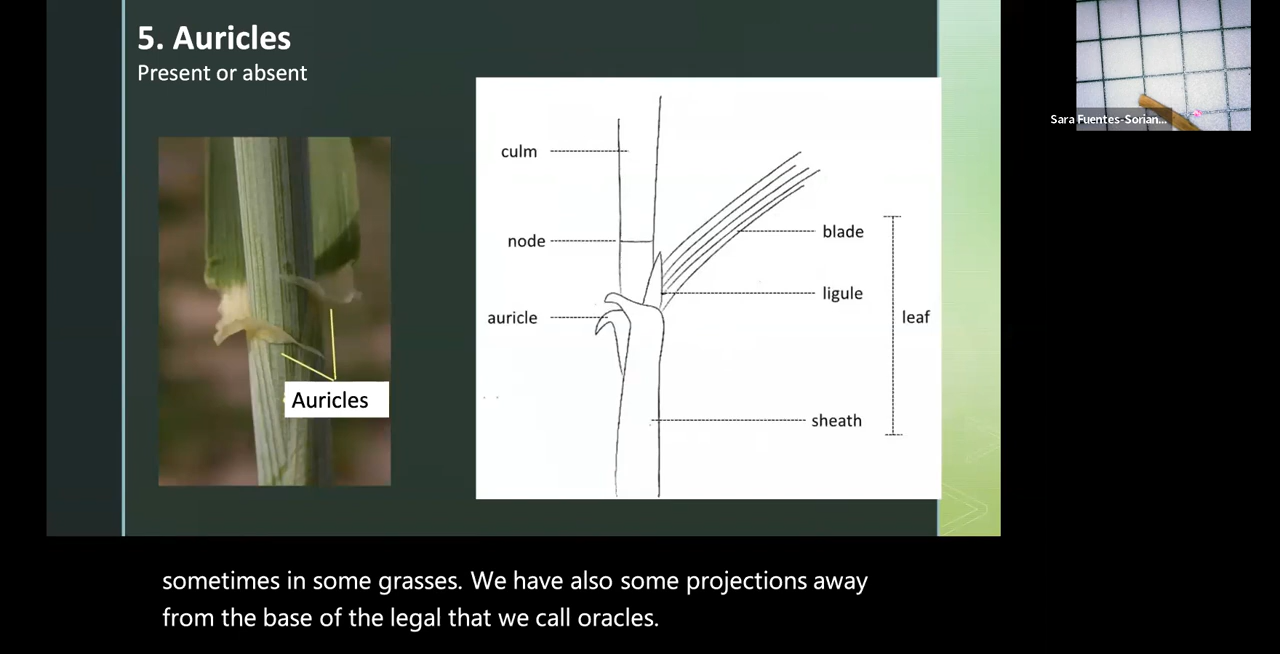 5. Auricles
Present or absent
Auricles
culm
node
auricle
blade
ligule
leaf
sheath
Sara Fuentes-Sorian...
sometimes in some grasses. We have also some projections away
from the base of the legal that we call oracles.